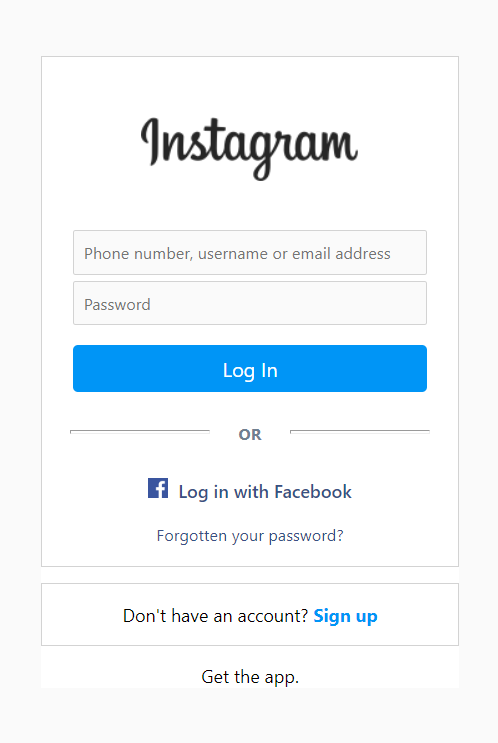 Instagram
Phone number, username or email address
Password
Log In
OR
Log in with Facebook
Forgotten your password?
Don't have an account? Sign up
Get the app.